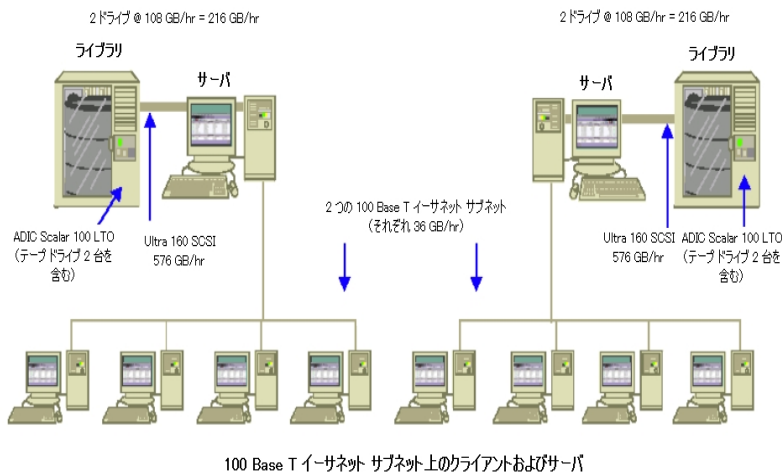 2 ドライブ @ 108 GB/hr = 216 GB/hr
2 ドライブ @ 108 GB/hr = 216 GB/hr
ライブラリ
サーバ
サーバ
ライブラリ
2 つの 100 Base T イーサネット サブネット
(それぞれ 36 GB/hr)
ADIC Scalar 100 LTO
(テープ ドライブ 2 台を
含む)
Ultra 160 SCSI
576 GB/hr
Ultra 160 SCSI
576 GB/hr
ADIC Scalar 100 LTO
(テープ ドライブ 2 台を
含む)
100 Base T イーサネット サブネット上のクライアントおよびサーバ